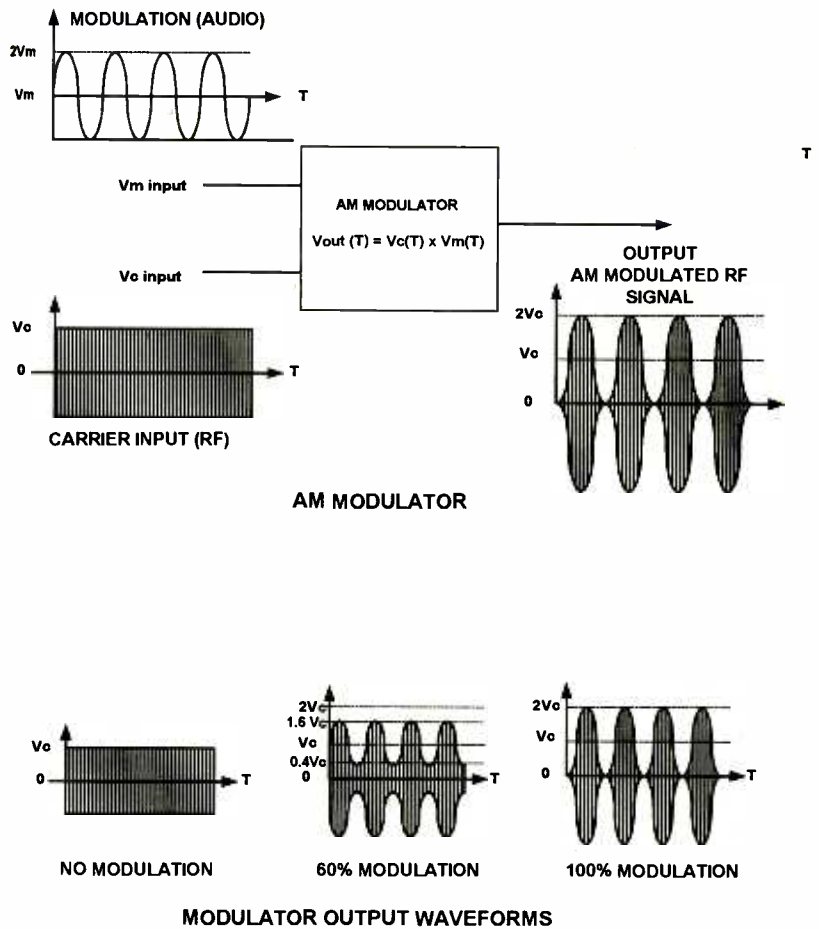 MODULATION (AUDIO)
2Vm
Vm
T
T
Vm input
AM MODULATOR
Vout (T) = Vc(T) x Vm(T)
Vc input
OUTPUT
AM MODULATED RF
SIGNAL
Vc
0
T
2Vc
Vc
0
CARRIER INPUT (RF)
AM MODULATOR
Vc
0
T
2Vc
1.6 Vc
Vc
0.4Vc
0
T
2Vc
Vc
0
T
NO MODULATION
60% MODULATION
100% MODULATION
MODULATOR OUTPUT WAVEFORMS